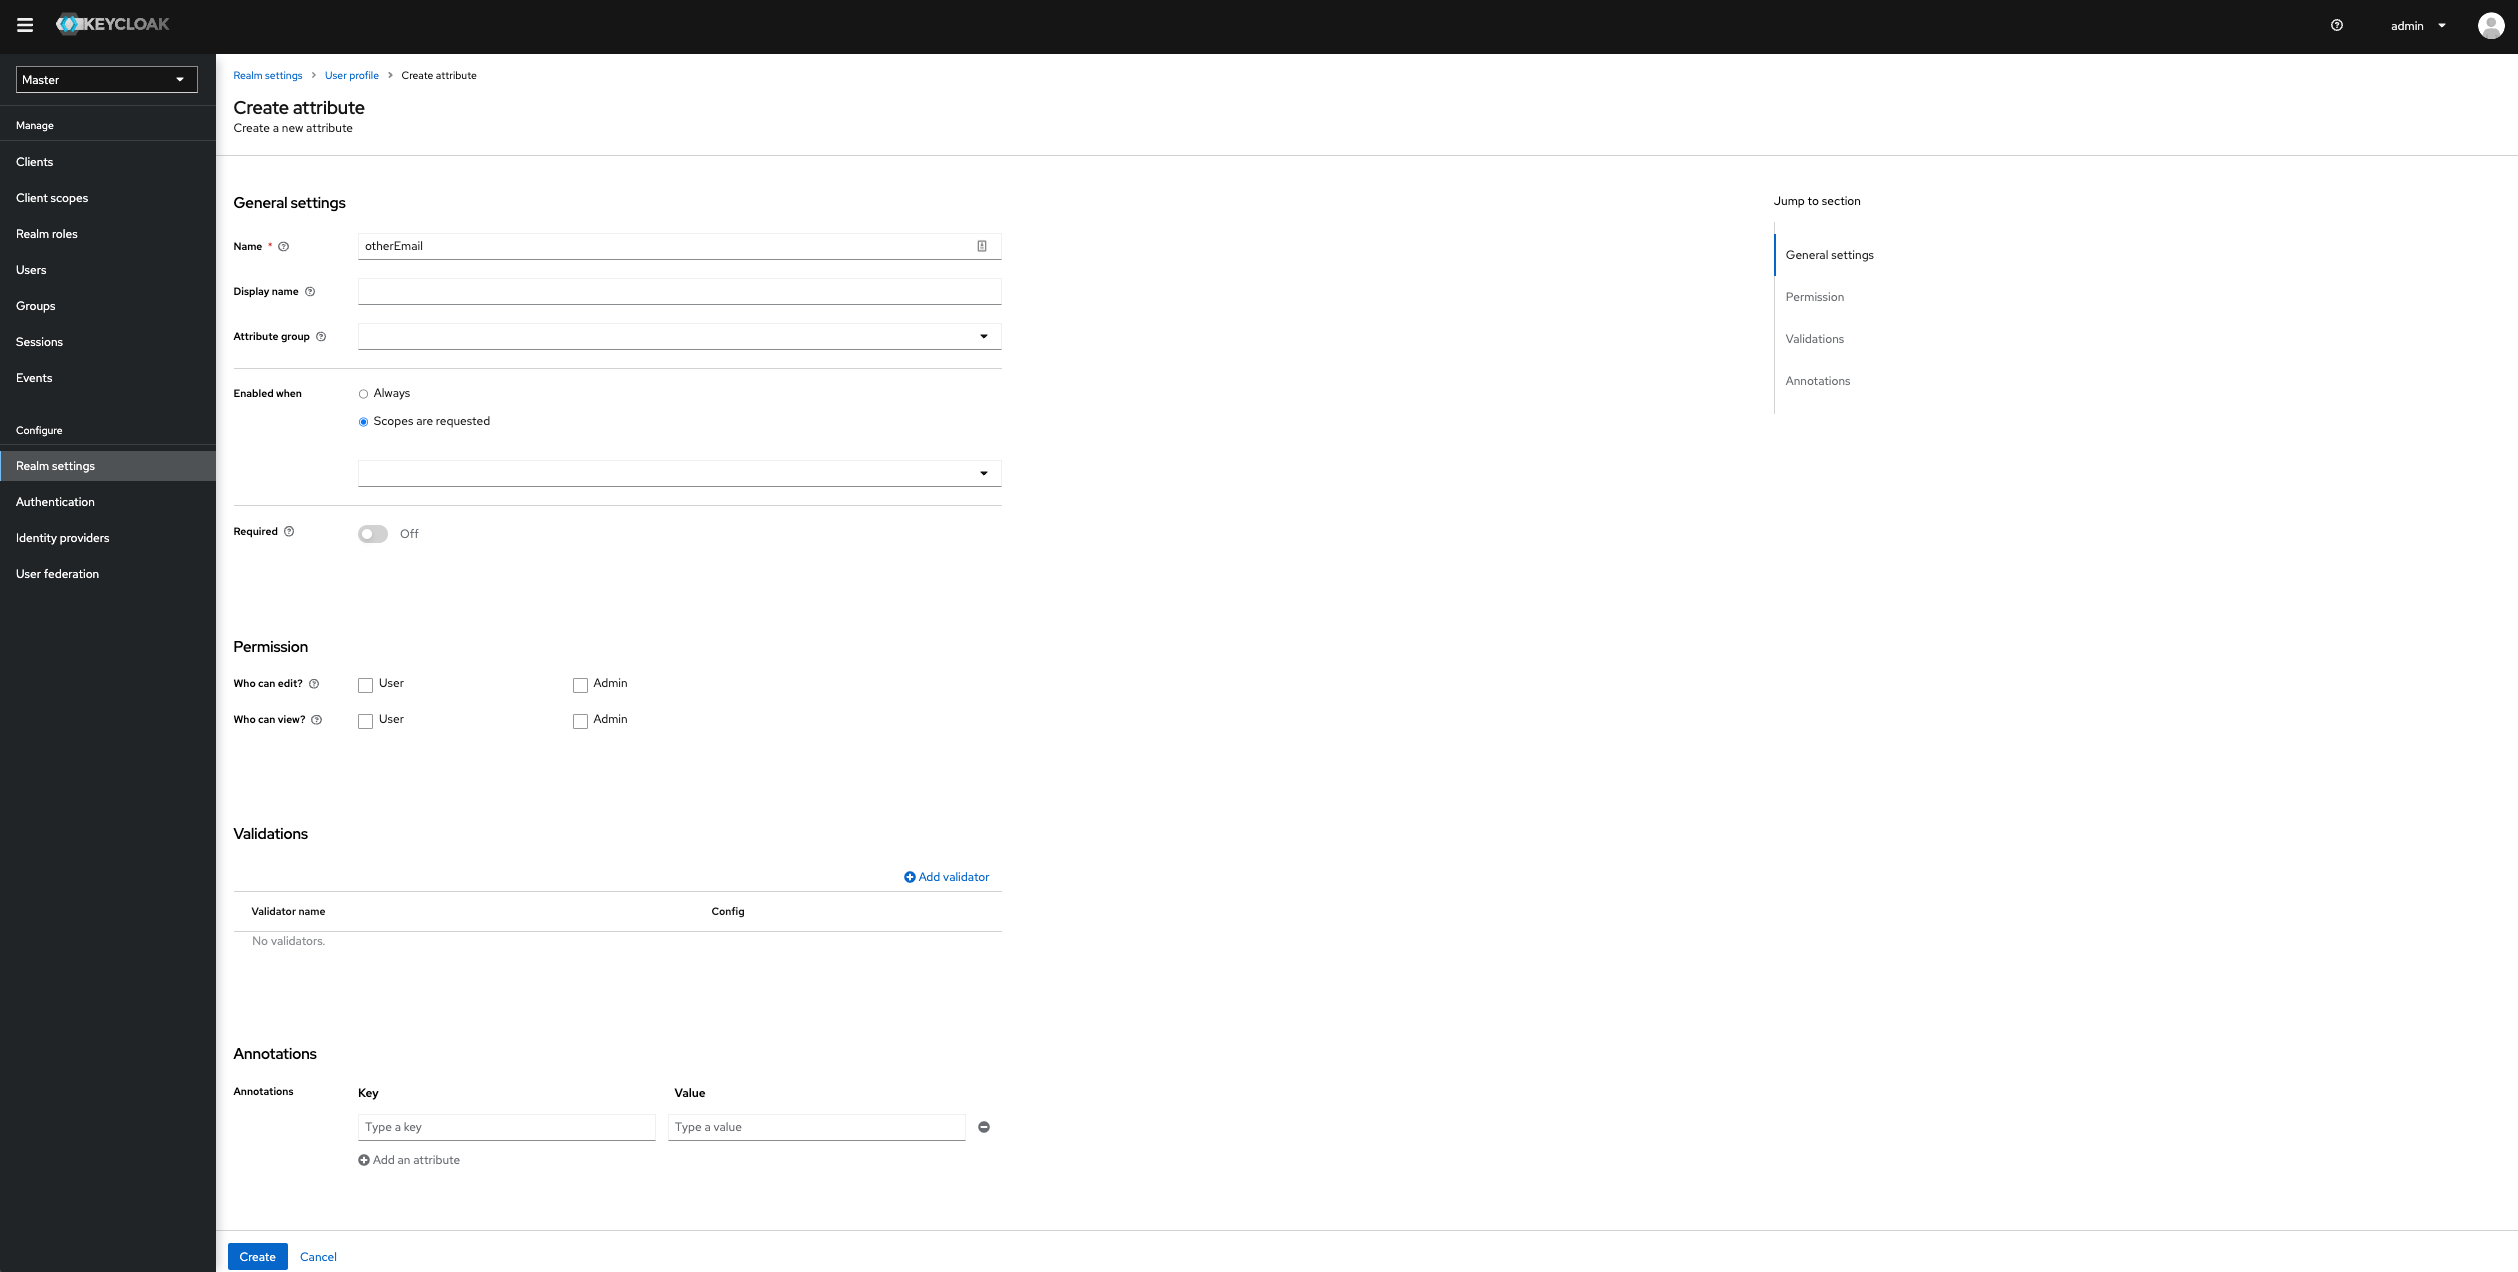 KEYCLOAK
admin
Master
Manage
Clients
Client scopes
Realm roles
Users
Groups
Sessions
Events
Configure
Realm settings
Authentication
Identity providers
User federation
Realm settings > User profile > Create attribute
Create attribute
Create a new attribute
General settings
Name *
otherEmail
Display name
Attribute group
Enabled when
Always
Scopes are requested
Required
Off
Permission
Who can edit?
User
Admin
Who can view?
User
Admin
Validations
Add validator
Validator name
Config
No validators.
Annotations
Annotations
Key
Value
Type a key
Type a value
Add an attribute
Create
Cancel
Jump to section
General settings
Permission
Validations
Annotations